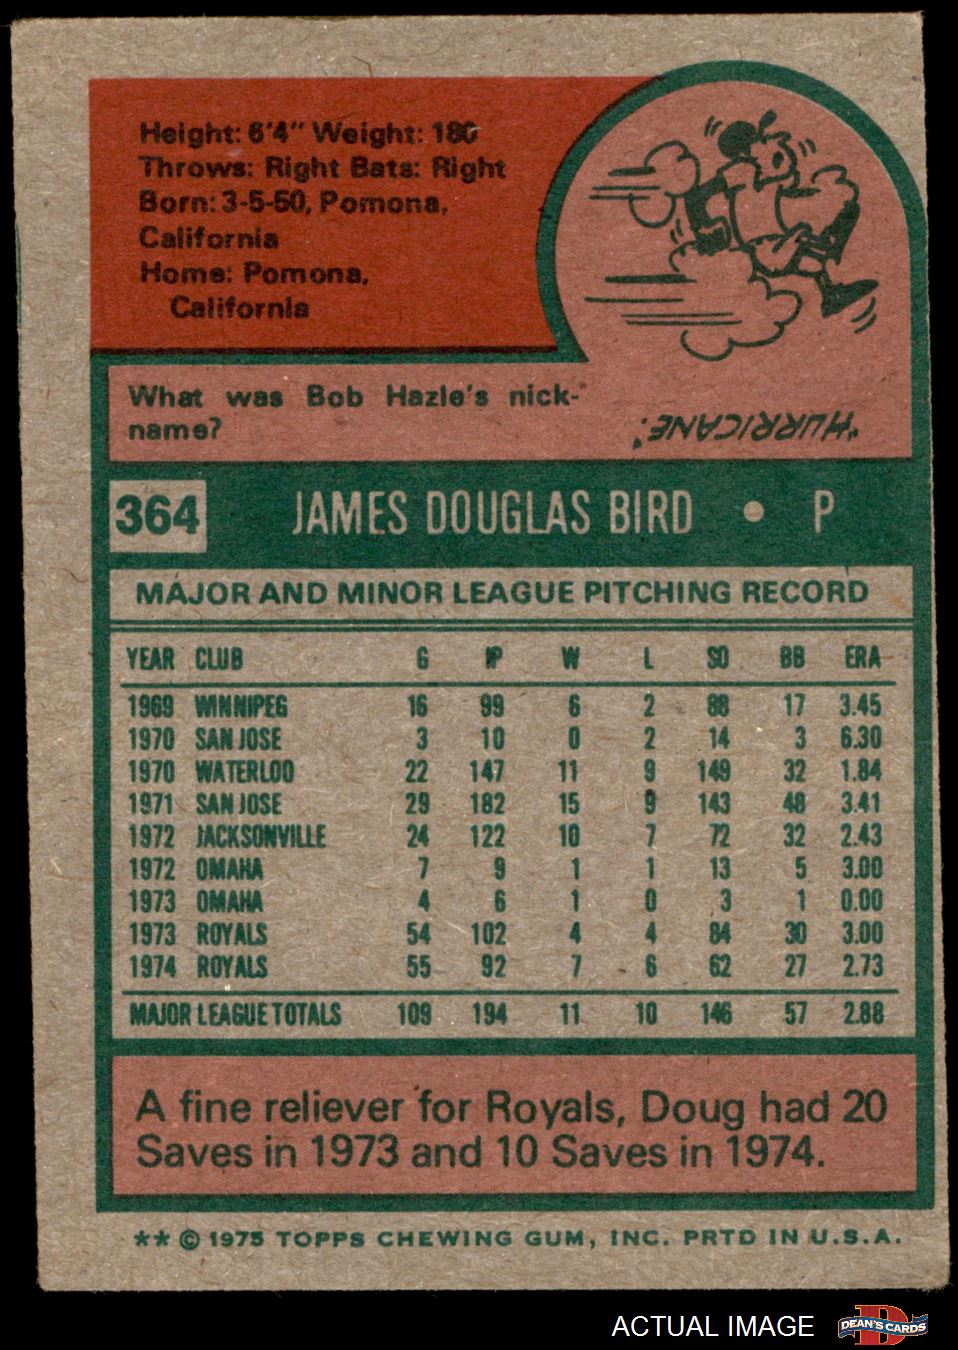 Height: 6'4" Weight: 180
Throws: Right Bats: Right
Born: 3-5-50, Pomona,
California
Home: Pomona,
California
What was Bob Hazle's nick-
name?
"HURRICANE."
364 JAMES DOUGLAS BIRD • P
MAJOR AND MINOR LEAGUE PITCHING RECORD
YEAR CLUB G IP W L SO BB ERA
1969 WINNIPEG 16 99 6 2 88 17 3.45
1970 SAN JOSE 3 10 0 2 14 3 6.30
1970 WATERLOO 22 147 11 9 149 32 1.84
1971 SAN JOSE 29 182 15 9 143 48 3.41
1972 JACKSONVILLE 24 122 10 7 72 32 2.43
1972 OMAHA 7 9 1 1 13 5 3.00
1973 OMAHA 4 6 1 0 3 1 0.00
1973 ROYALS 54 102 4 4 84 30 3.00
1974 ROYALS 55 92 7 6 62 27 2.73
MAJOR LEAGUE TOTALS 109 194 11 10 146 57 2.88
A fine reliever for Royals, Doug had 20
Saves in 1973 and 10 Saves in 1974.
** © 1975 TOPPS CHEWING GUM, INC. PRTD IN U.S.A.
ACTUAL IMAGE
D
DEAN'S CARDS